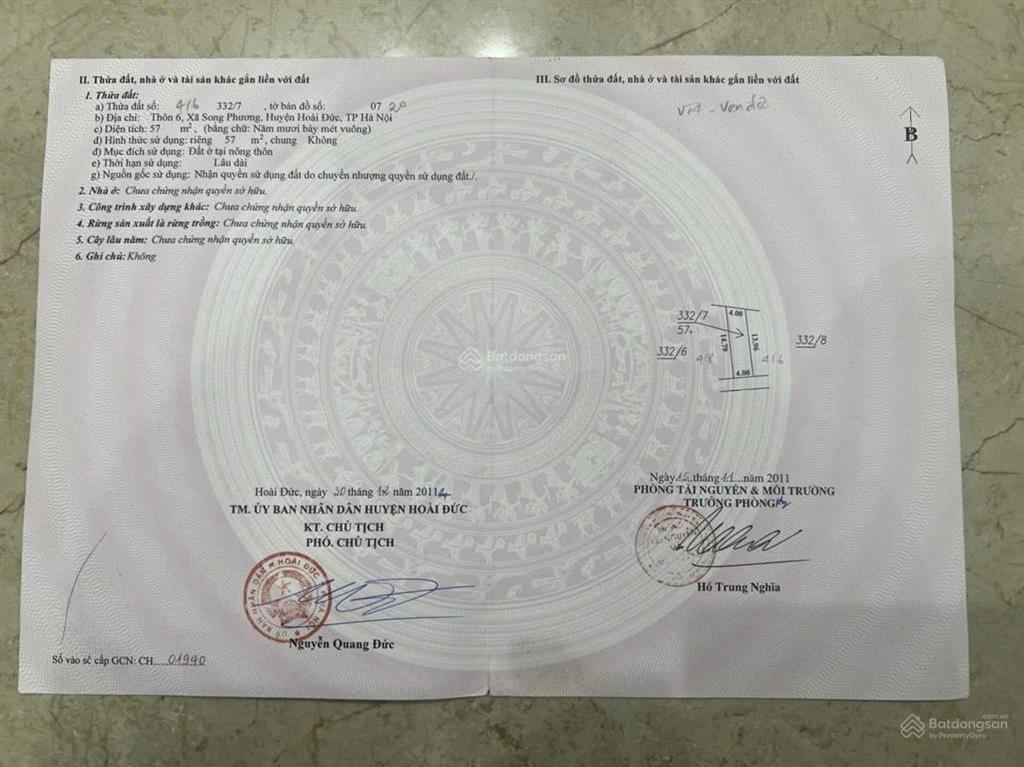 II. Thửa đất, nhà ở và tài sản khác gắn liền với đất
1. Thửa đất:
a) Thửa đất số: 416 332/7 , tờ bản đồ số: 07 20
b) Địa chỉ: Thôn 6, Xã Song Phương, Huyện Hoài Đức, TP Hà Nội
c) Diện tích: 57 m², (bằng chữ: Năm mươi bảy mét vuông)
d) Hình thức sử dụng: riêng 57 m², chung Không
đ) Mục đích sử dụng: Đất ở tại nông thôn
e) Thời hạn sử dụng: Lâu dài
g) Nguồn gốc sử dụng: Nhận quyền sử dụng đất do chuyển nhượng quyền sử dụng đất./.
2. Nhà ở: Chưa chứng nhận quyền sở hữu.
3. Công trình xây dựng khác: Chưa chứng nhận quyền sở hữu.
4. Rừng sản xuất là rừng trồng: Chưa chứng nhận quyền sở hữu.
5. Cây lâu năm: Chưa chứng nhận quyền sở hữu.
6. Ghi chú: Không
Hoài Đức, ngày 30 tháng 12 năm 2011
TM. ỦY BAN NHÂN DÂN HUYỆN HOÀI ĐỨC
KT. CHỦ TỊCH
PHÓ. CHỦ TỊCH
Nguyễn Quang Đức
Số vào sổ cấp GCN: CH....01990
III. Sơ đồ thửa đất, nhà ở và tài sản khác gắn liền với đất
B
332/7
57
4.00
14.79
13.96
4.00
332/6
418
416
332/8
Ngày 15 tháng 11 năm 2011
PHÒNG TÀI NGUYÊN & MÔI TRƯỜNG
TRƯỞNG PHÒNG
Hồ Trung Nghĩa
Batdongsan
Batdongsan.com.vn
by PropertyGuru